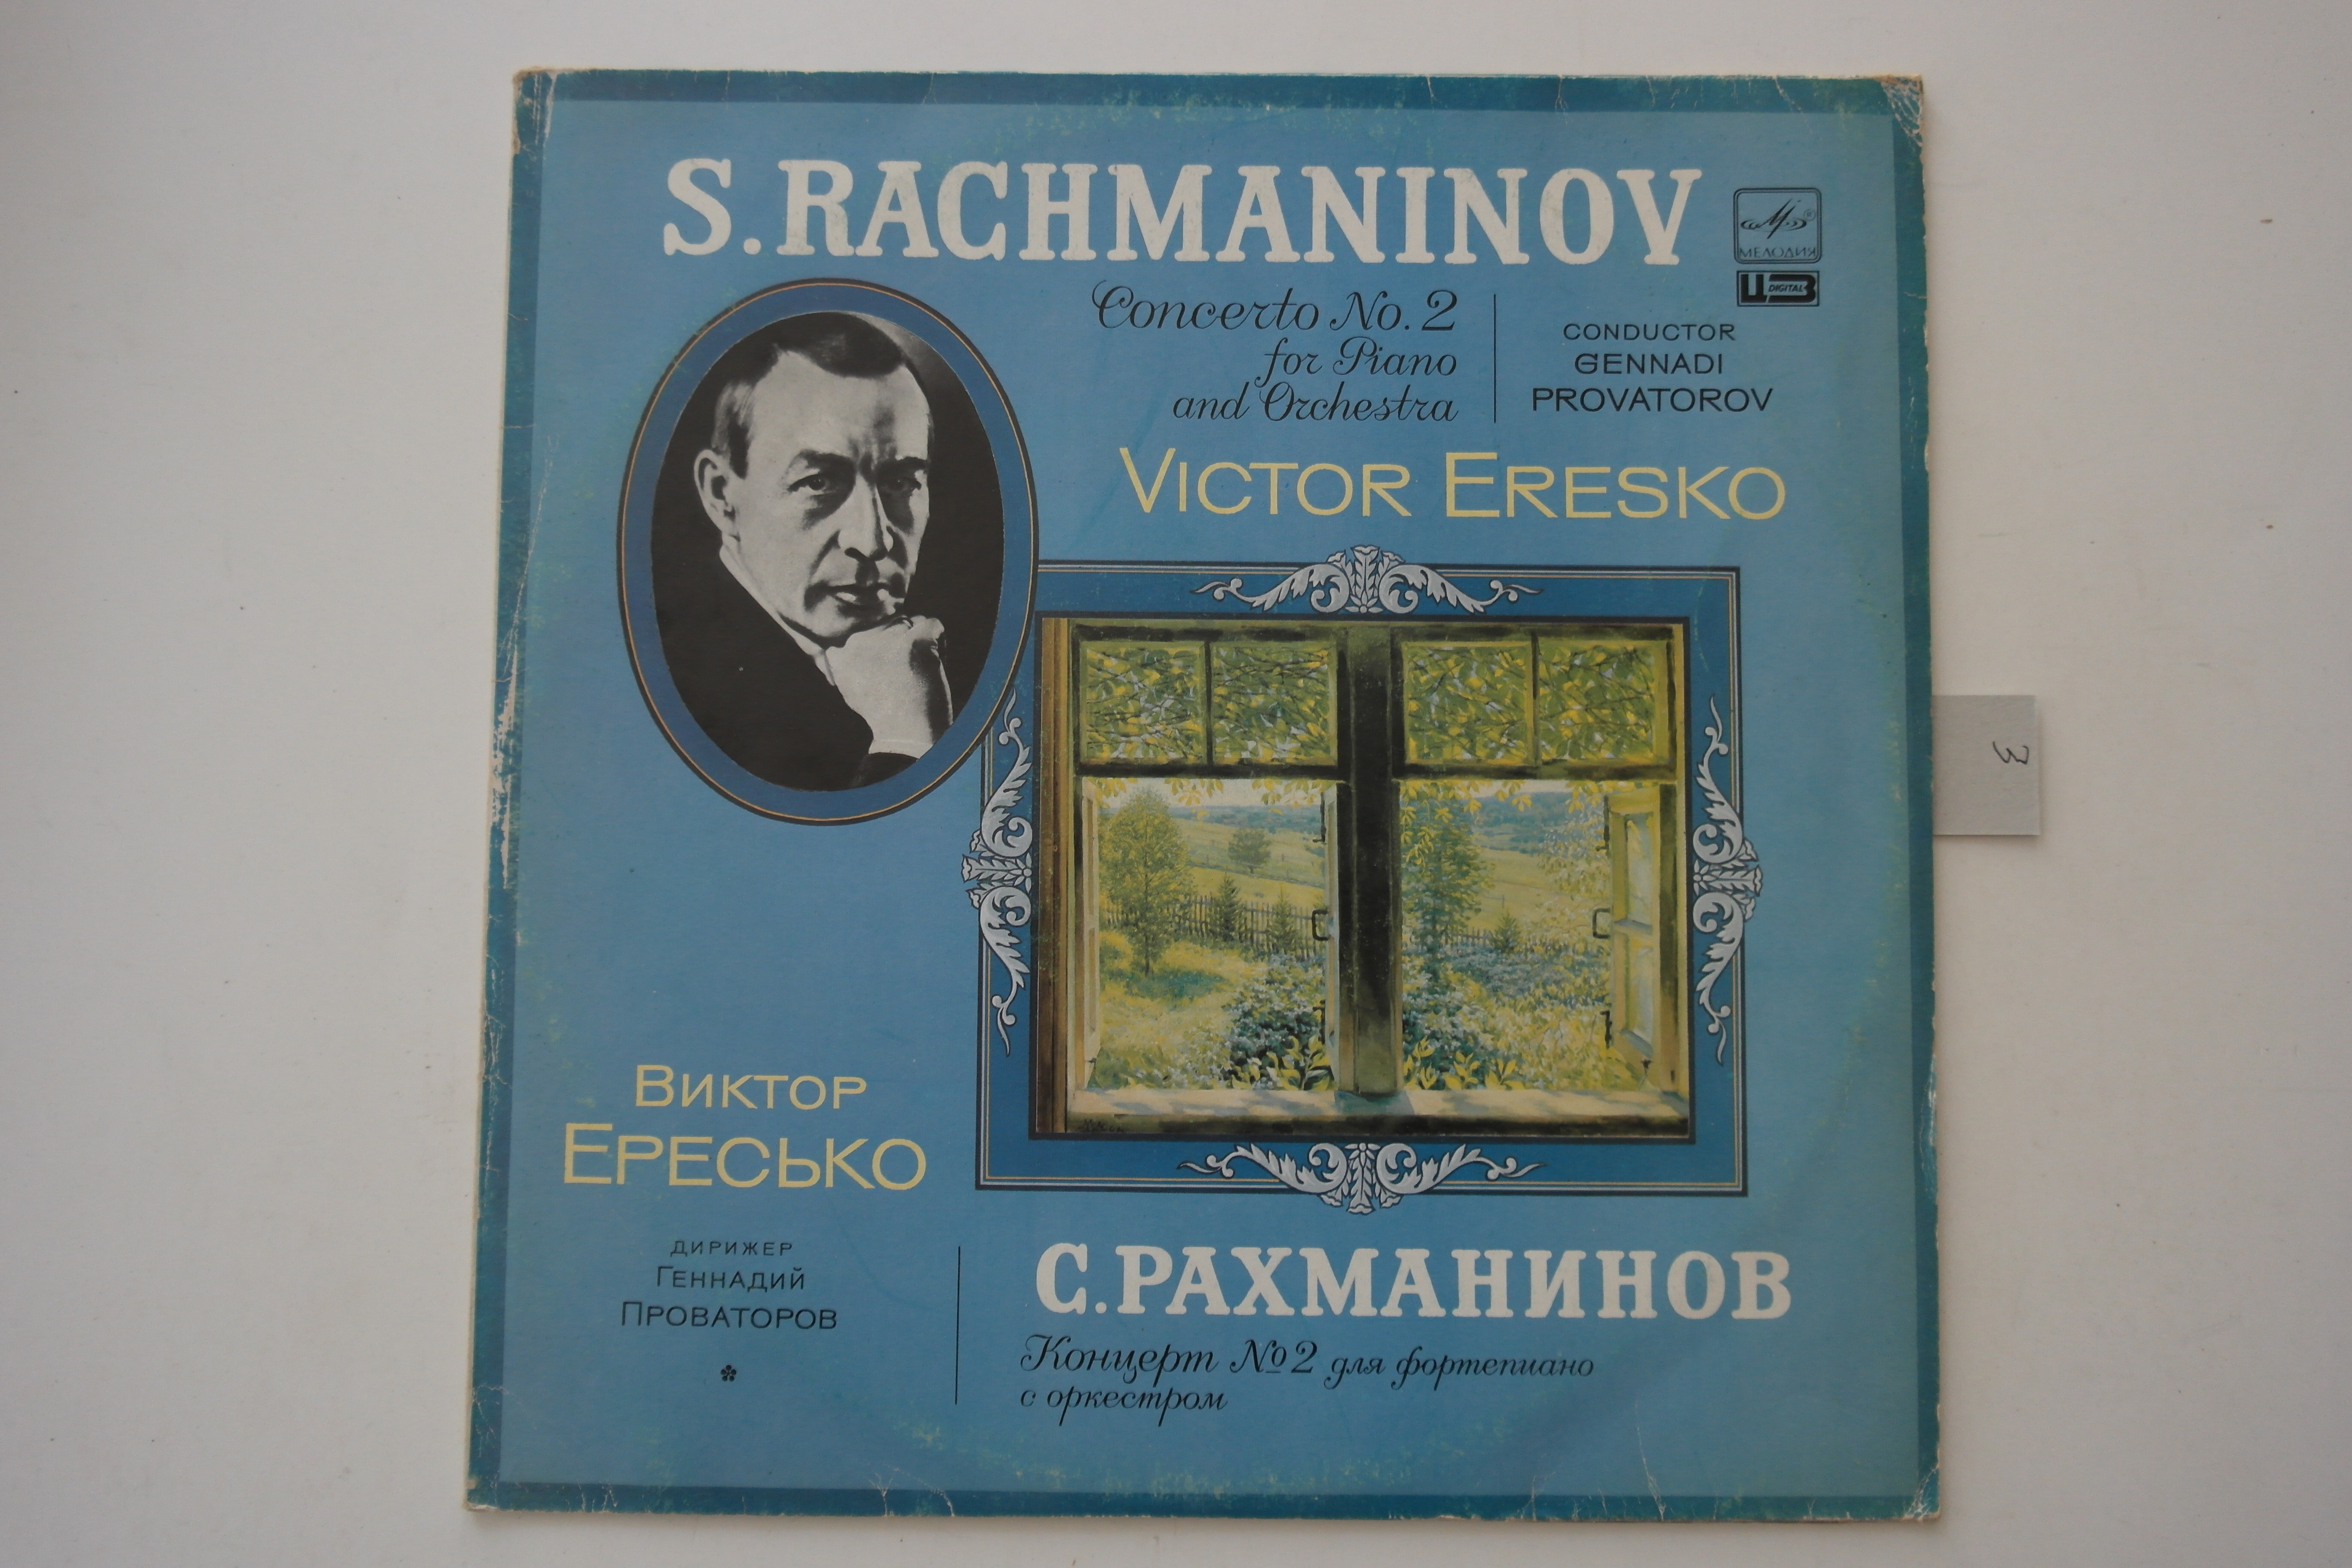 S.RACHMANINOV
МЕЛОДИЯ
ЦЗ DIGITAL
Concerto No. 2
for Piano
and Orchestra
CONDUCTOR
GENNADI
PROVATOROV
VICTOR ERESKO
3
ВИКТОР
ЕРЕСЬКО
ДИРИЖЕР
ГЕННАДИЙ
ПРОВАТОРОВ
С.РАХМАНИНОВ
Концерт №2 для фортепиано
с оркестром